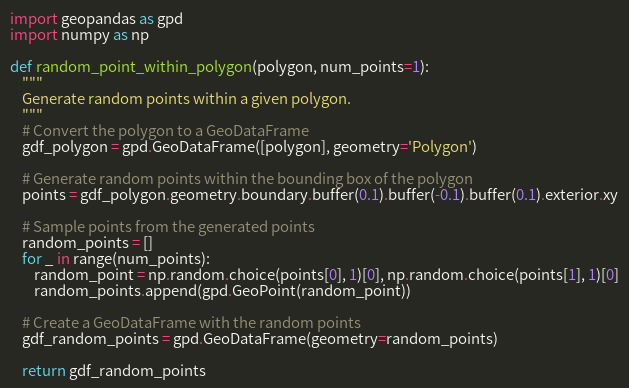 import geopandas as gpd
import numpy as np
def random_point_within_polygon(polygon, num_points=1):
"""
Generate random points within a given polygon.
"""
# Convert the polygon to a GeoDataFrame
gdf_polygon = gpd.GeoDataFrame([polygon], geometry='Polygon')
# Generate random points within the bounding box of the polygon
points = gdf_polygon.geometry.boundary.buffer(0.1).buffer(-0.1).buffer(0.1).exterior.xy
# Sample points from the generated points
random_points = []
for _ in range(num_points):
random_point = np.random.choice(points[0], 1)[0], np.random.choice(points[1], 1)[0]
random_points.append(gpd.GeoPoint(random_point))
# Create a GeoDataFrame with the random points
gdf_random_points = gpd.GeoDataFrame(geometry=random_points)
return gdf_random_points